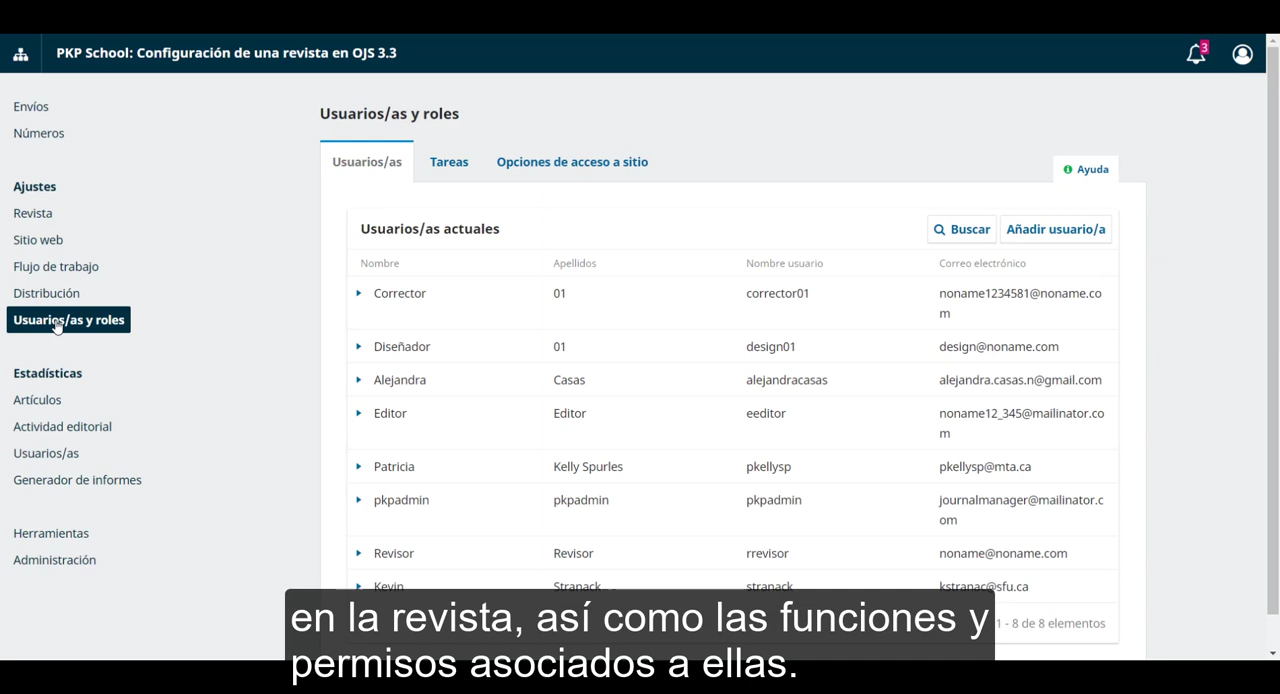 PKP School: Configuración de una revista en OJS 3.3
3
Envíos
Números
Ajustes
Revista
Sitio web
Flujo de trabajo
Distribución
Usuarios/as y roles
Estadísticas
Artículos
Actividad editorial
Usuarios/as
Generador de informes
Herramientas
Administración
Usuarios/as y roles
Usuarios/as Tareas Opciones de acceso a sitio
Ayuda
Usuarios/as actuales Buscar Añadir usuario/a
Nombre Apellidos Nombre usuario Correo electrónico
Corrector 01 corrector01 noname1234581@noname.co
m
Diseñador 01 design01 design@noname.com
Alejandra Casas alejandracasas alejandra.casas.n@gmail.com
Editor Editor eeditor noname12_345@mailinator.co
m
Patricia Kelly Spurles pkellysp pkellysp@mta.ca
pkpadmin pkpadmin pkpadmin journalmanager@mailinator.c
om
Revisor Revisor rrevisor noname@noname.com
Kevin Stranack stranack kstranac@sfu.ca
1 - 8 de 8 elementos
en la revista, así como las funciones y
permisos asociados a ellas.